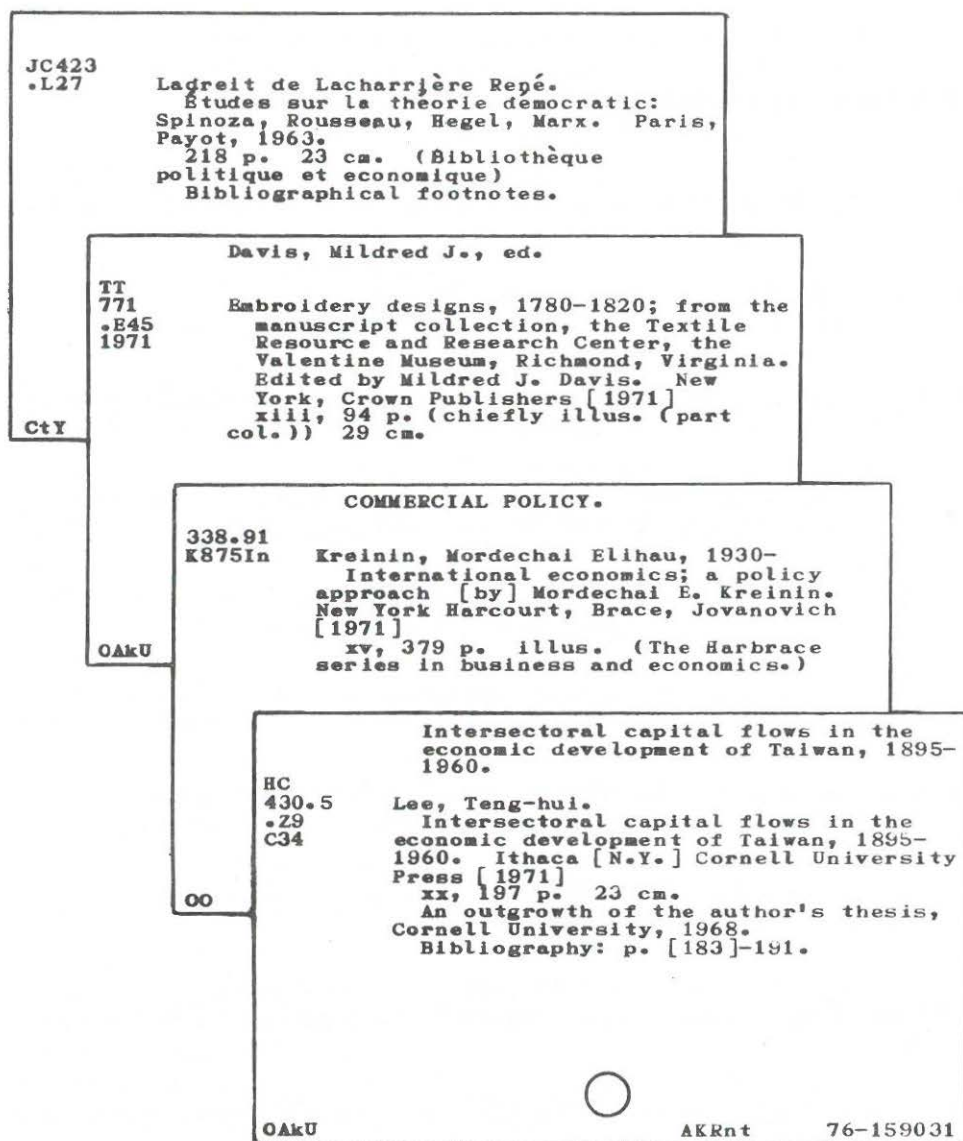 JC423
.L27 Ladreit de Lacharrière René.
Études sur la théorie démocratic:
Spinoza, Rousseau, Hegel, Marx. Paris,
Payot, 1963.
218 p. 23 cm. (Bibliothèque
politique et economique)
Bibliographical footnotes.
CtY
Davis, Mildred J., ed.
TT
771 Embroidery designs, 1780-1820; from the
.E45 manuscript collection, the Textile
1971 Resource and Research Center, the
Valentine Museum, Richmond, Virginia.
Edited by Mildred J. Davis. New
York, Crown Publishers [1971]
xiii, 94 p. (chiefly illus. (part
col.)) 29 cm.
OAkU
COMMERCIAL POLICY.
338.91
K875In Kreinin, Mordechai Elihau, 1930-
International economics; a policy
approach [by] Mordechai E. Kreinin.
New York Harcourt, Brace, Jovanovich
[1971]
xv, 379 p. illus. (The Harbrace
series in business and economics.)
OO
Intersectoral capital flows in the
economic development of Taiwan, 1895-
1960.
HC
430.5 Lee, Teng-hui.
.Z9 Intersectoral capital flows in the
C34 economic development of Taiwan, 1895-
1960. Ithaca [N.Y.] Cornell University
Press [1971]
xx, 197 p. 23 cm.
An outgrowth of the author's thesis,
Cornell University, 1968.
Bibliography: p. [183]-191.
OAkU AKRnt 76-159031